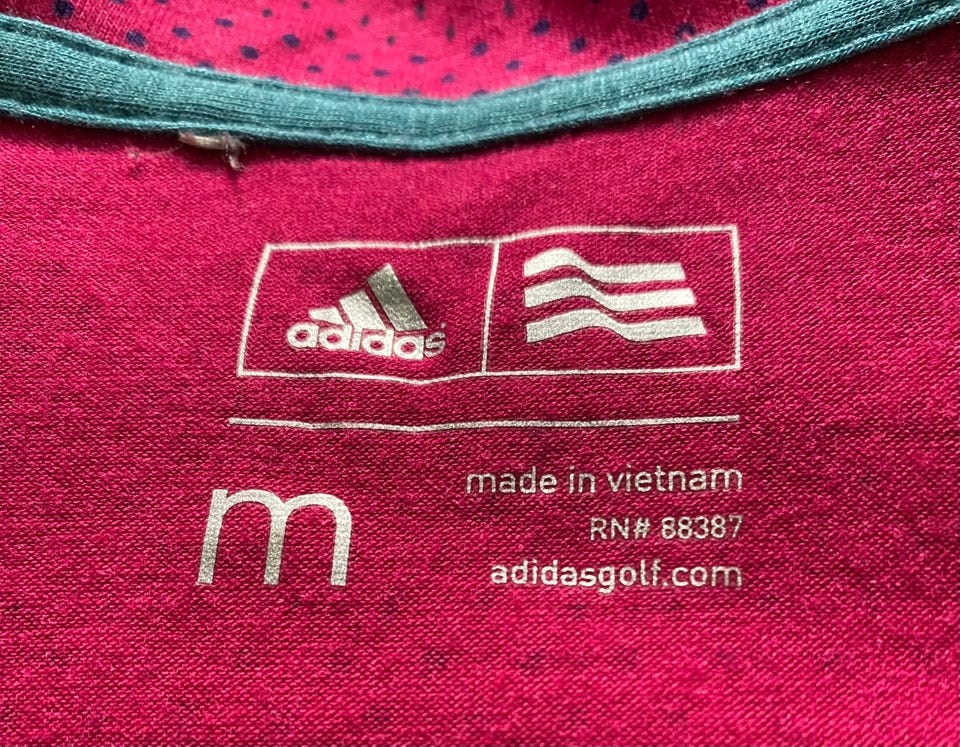 adidas
m
made in vietnam
RN# 88387
adidasgolf.com